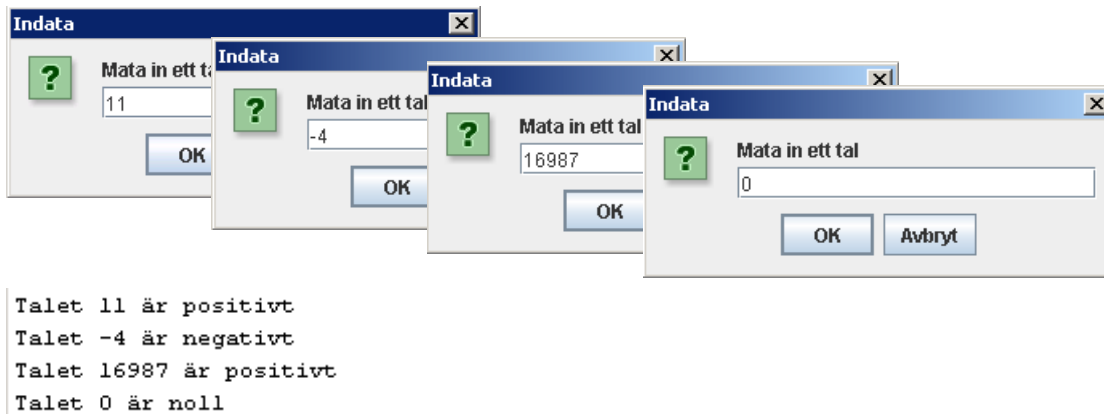 Indata
Mata in ett
11
OK
Indata
Mata in ett tal
-4
OK
Indata
Mata in ett tal
16987
OK
Indata
Mata in ett tal
0
OK Avbryt
Talet 11 är positivt
Talet -4 är negativt
Talet 16987 är positivt
Talet 0 är noll